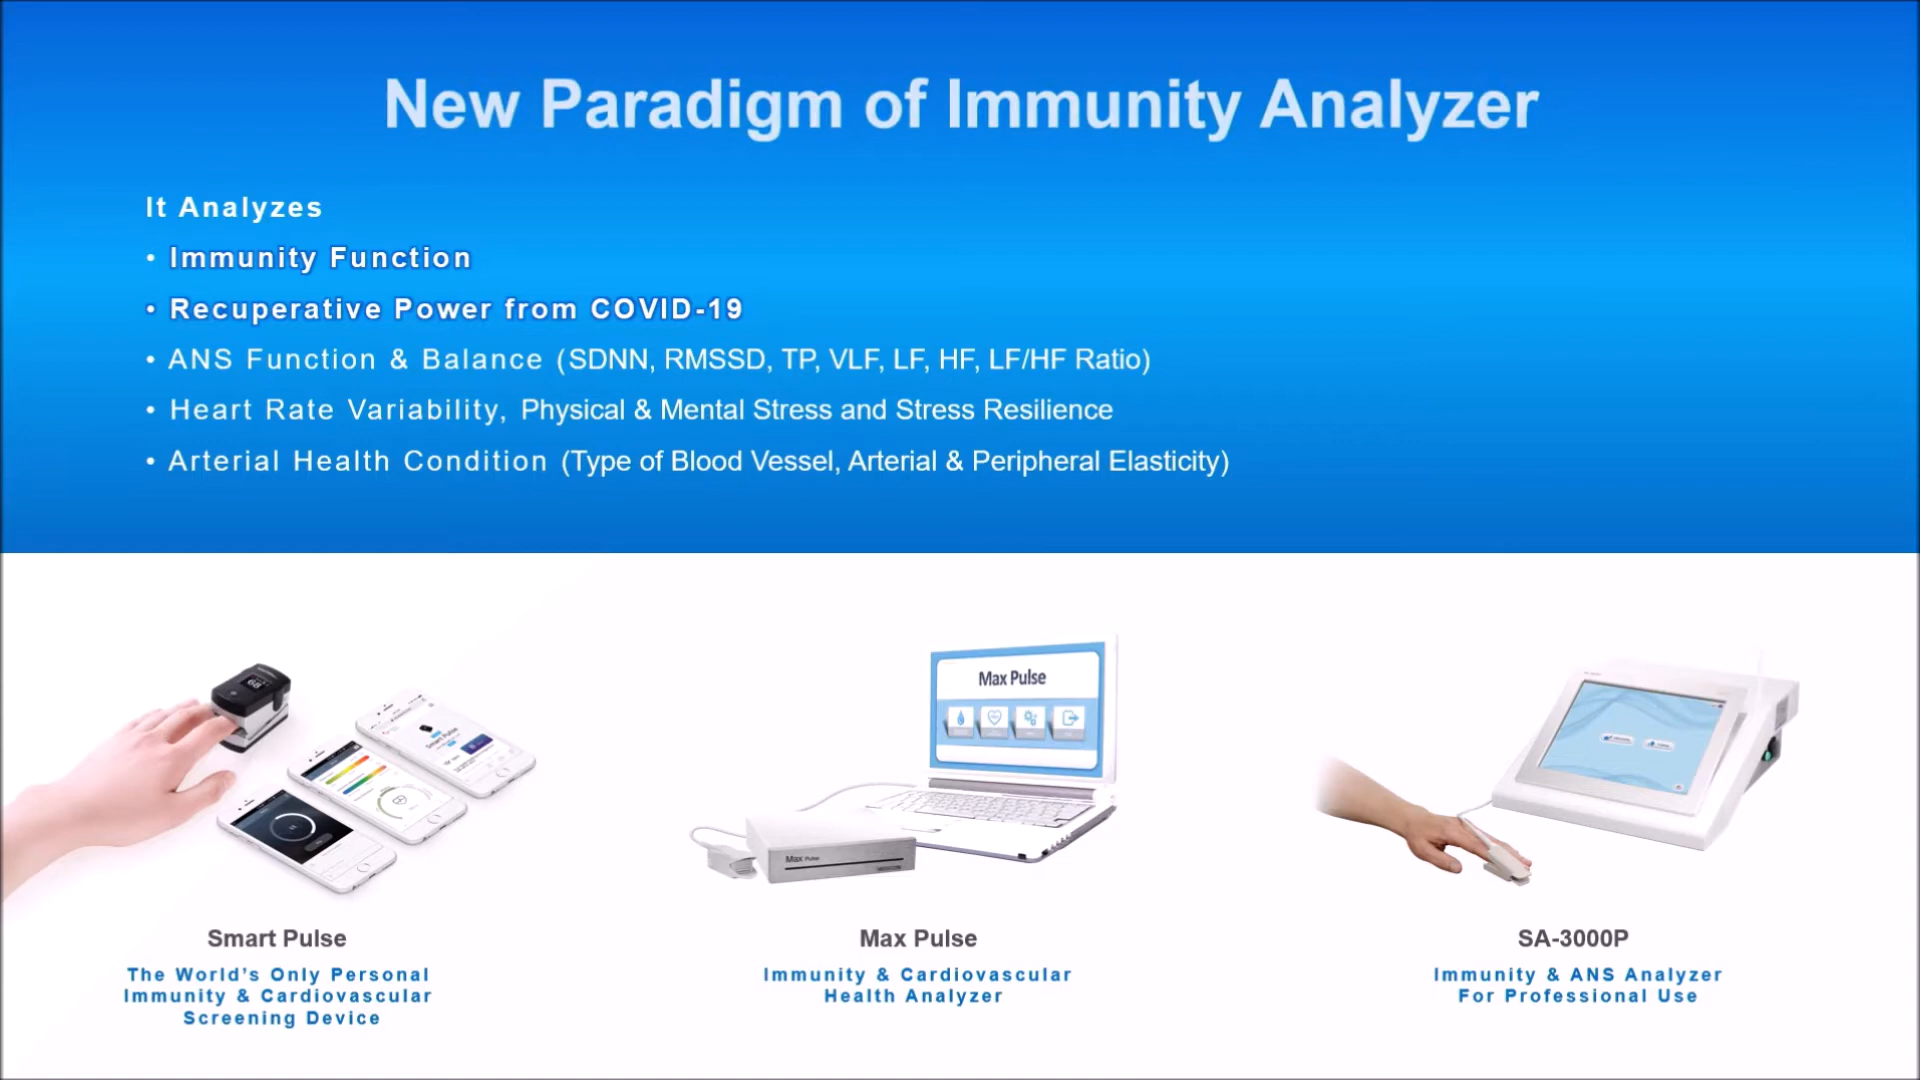 New Paradigm of Immunity Analyzer
It Analyzes
• Immunity Function
• Recuperative Power from COVID-19
• ANS Function & Balance (SDNN, RMSSD, TP, VLF, LF, HF, LF/HF Ratio)
• Heart Rate Variability, Physical & Mental Stress and Stress Resilience
• Arterial Health Condition (Type of Blood Vessel, Arterial & Peripheral Elasticity)
68
Smart Pulse
Max Pulse
Max Pulse
Smart Pulse
The World's Only Personal
Immunity & Cardiovascular
Screening Device
Max Pulse
Immunity & Cardiovascular
Health Analyzer
SA-3000P
Immunity & ANS Analyzer
For Professional Use